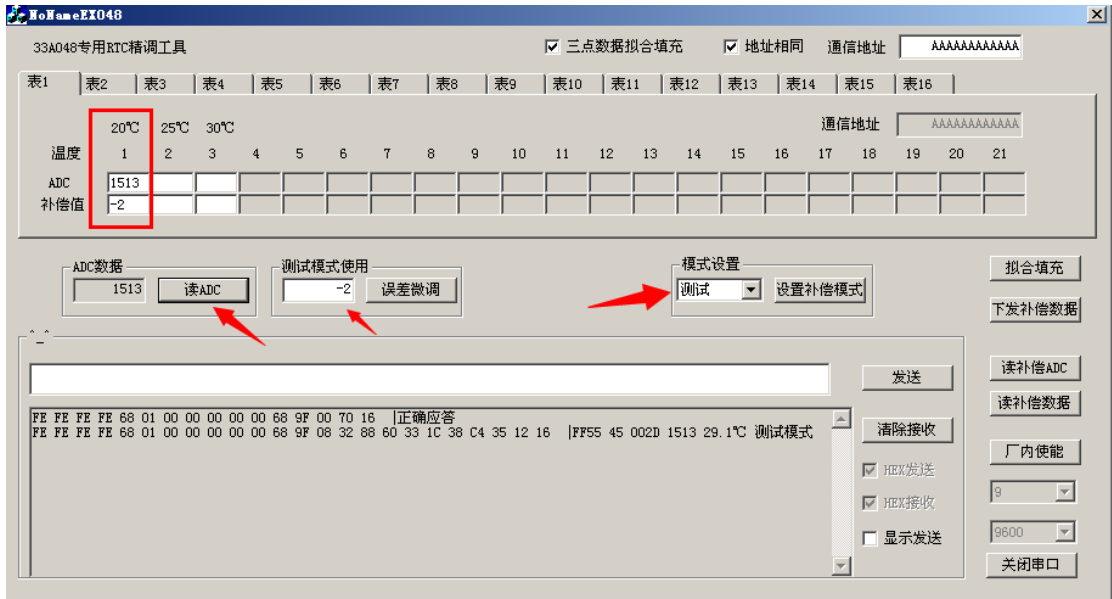 NoNameEX048
33A048专用RTC精调工具 三点数据拟合填充 地址相同 通信地址 AAAAAAAAAAAA
表1 表2 表3 表4 表5 表6 表7 表8 表9 表10 表11 表12 表13 表14 表15 表16
20℃ 25℃ 30℃ 通信地址 AAAAAAAAAAAA
温度 1 2 3 4 5 6 7 8 9 10 11 12 13 14 15 16 17 18 19 20 21
ADC 1513
补偿值 -2
ADC数据 测试模式使用 模式设置 拟合填充
1513 读ADC -2 误差微调 测试 设置补偿模式
下发补偿数据
^_^
读补偿ADC
发送
读补偿数据
FE FE FE FE 68 01 00 00 00 00 00 68 9F 00 70 16 |正确应答
FE FE FE FE 68 01 00 00 00 00 00 68 9F 08 32 88 60 33 1C 38 C4 35 12 16 |FF55 45 002D 1513 29.1℃ 测试模式
清除接收
厂内使能
HEX发送
9
HEX接收
显示发送
9600
关闭串口